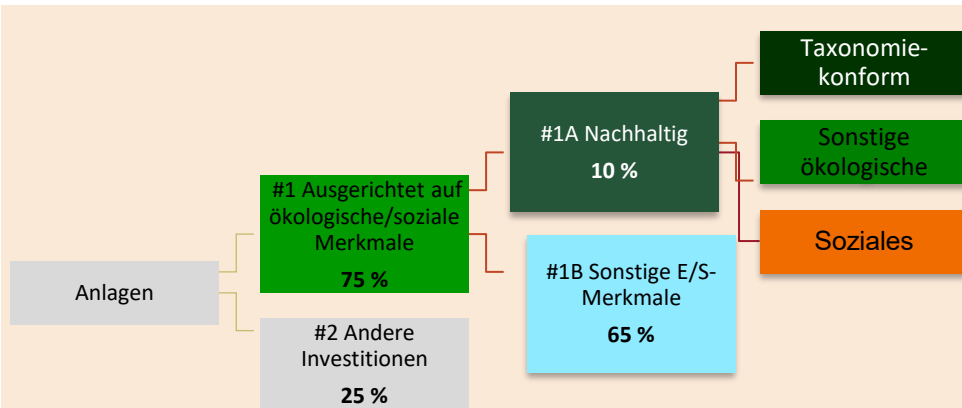 Anlagen
#1 Ausgerichtet auf
ökologische/soziale
Merkmale
75 %
#2 Andere
Investitionen
25 %
#1A Nachhaltig
10 %
#1B Sonstige E/S-
Merkmale
65 %
Taxonomie-
konform
Sonstige
ökologische
Soziales